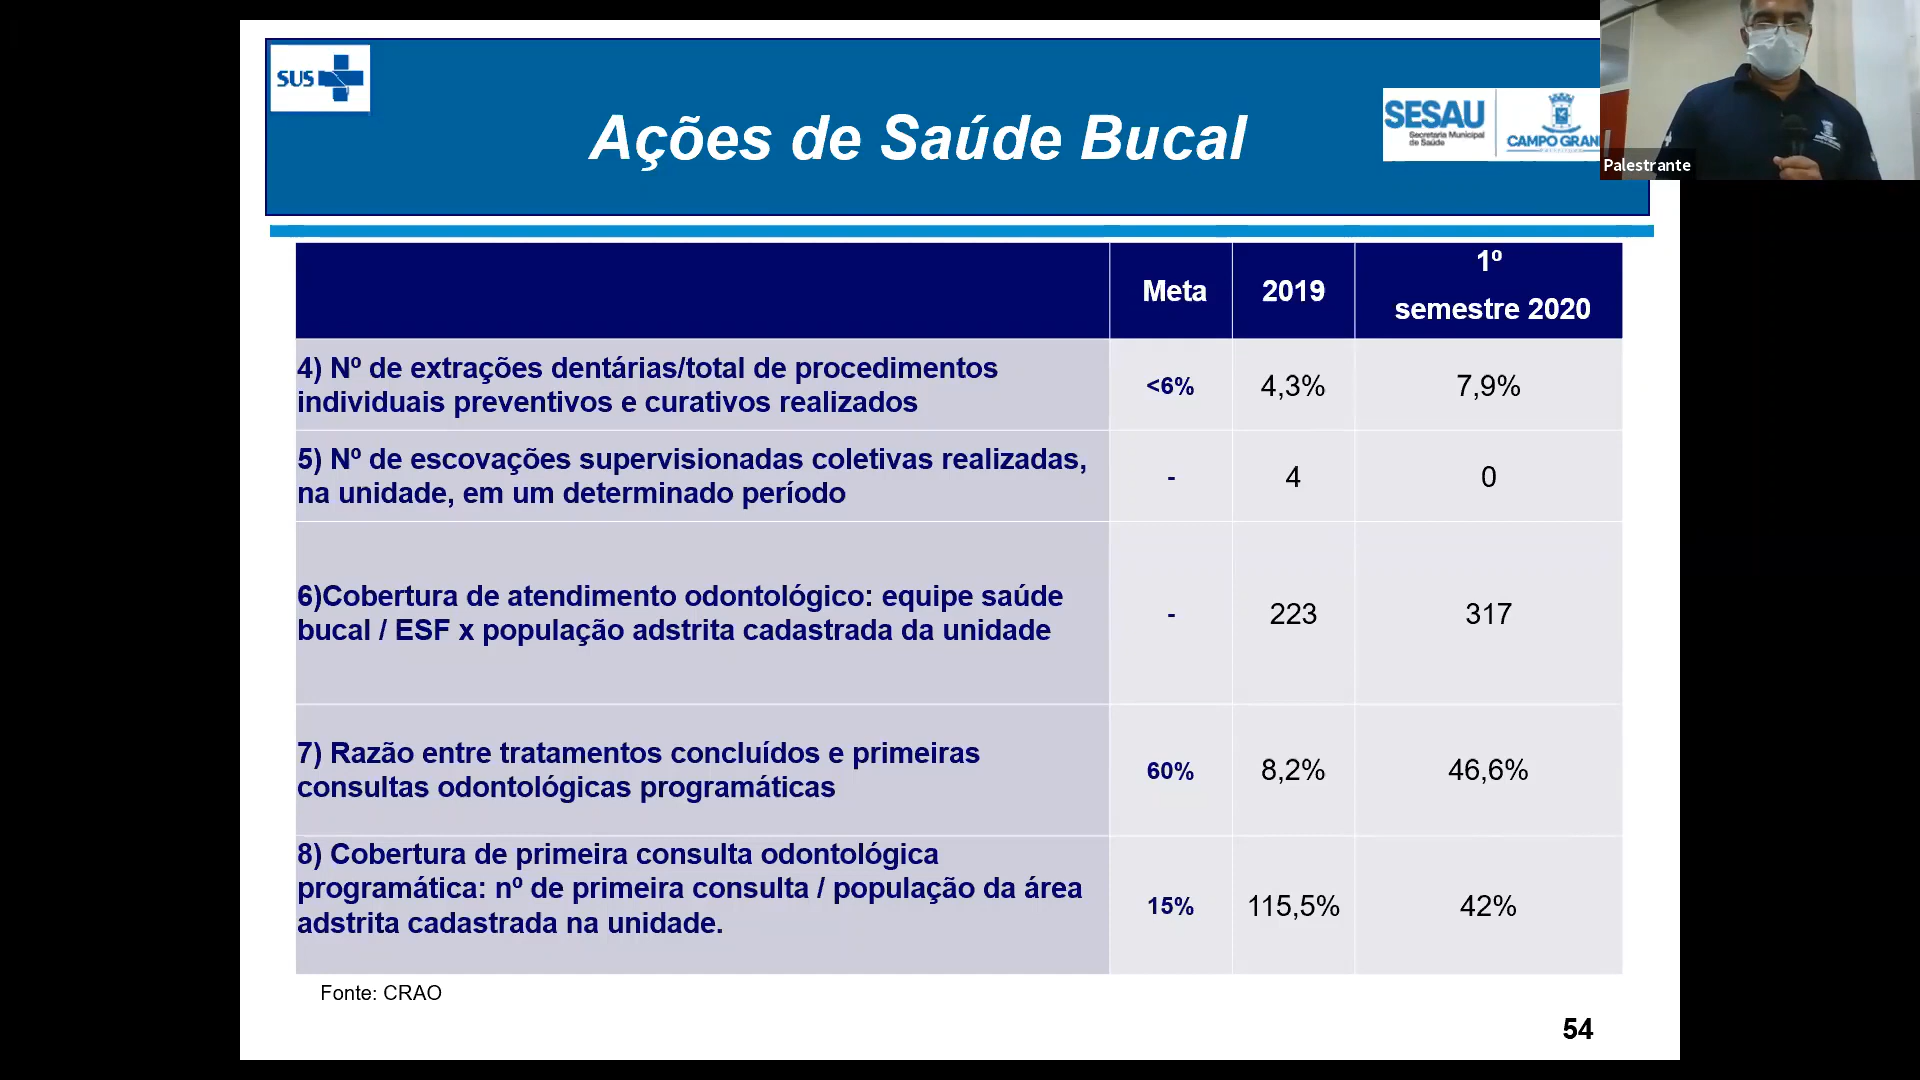 SUS
Ações de Saúde Bucal
SESAU
Secretaria Municipal
de Saúde
CAMPO GRAN
Palestrante
Meta
2019
1º
semestre 2020
4) Nº de extrações dentárias/total de procedimentos
individuais preventivos e curativos realizados
<6%
4,3%
7,9%
5) Nº de escovações supervisionadas coletivas realizadas,
na unidade, em um determinado período
-
4
0
6)Cobertura de atendimento odontológico: equipe saúde
bucal / ESF x população adstrita cadastrada da unidade
-
223
317
7) Razão entre tratamentos concluídos e primeiras
consultas odontológicas programáticas
60%
8,2%
46,6%
8) Cobertura de primeira consulta odontológica
programática: nº de primeira consulta / população da área
adstrita cadastrada na unidade.
15%
115,5%
42%
Fonte: CRAO
54